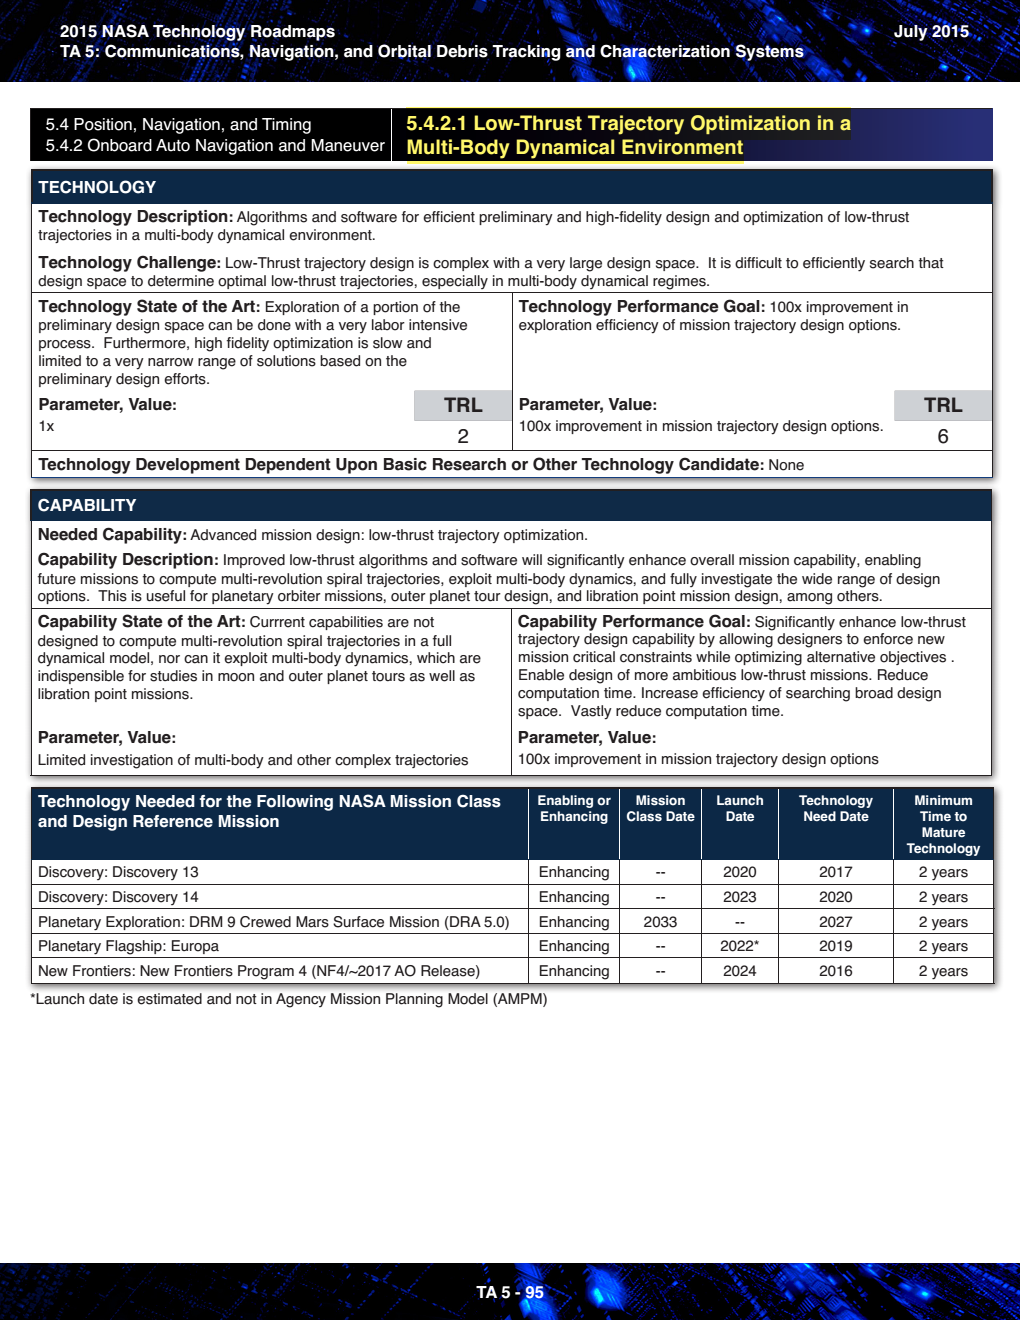 2015 NASA Technology Roadmaps
July 2015
TA 5: Communications, Navigation, and Orbital Debris Tracking and Characterization Systems
5.4 Position, Navigation, and Timing
5.4.2 Onboard Auto Navigation and Maneuver
5.4.2.1 Low-Thrust Trajectory Optimization in a
Multi-Body Dynamical Environment
TECHNOLOGY
Technology Description: Algorithms and software for efficient preliminary and high-fidelity design and optimization of low-thrust
trajectories in a multi-body dynamical environment.
Technology Challenge: Low-Thrust trajectory design is complex with a very large design space.  It is difficult to efficiently search that
design space to determine optimal low-thrust trajectories, especially in multi-body dynamical regimes.
Technology State of the Art: Exploration of a portion of the
preliminary design space can be done with a very labor intensive
process.  Furthermore, high fidelity optimization is slow and
limited to a very narrow range of solutions based on the
preliminary design efforts.
Parameter, Value:
1x
TRL
2
Technology Performance Goal: 100x improvement in
exploration efficiency of mission trajectory design options.
Parameter, Value:
100x improvement in mission trajectory design options.
TRL
6
Technology Development Dependent Upon Basic Research or Other Technology Candidate: None
CAPABILITY
Needed Capability: Advanced mission design: low-thrust trajectory optimization.
Capability Description: Improved low-thrust algorithms and software will significantly enhance overall mission capability, enabling
future missions to compute multi-revolution spiral trajectories, exploit multi-body dynamics, and fully investigate the wide range of design
options.  This is useful for planetary orbiter missions, outer planet tour design, and libration point mission design, among others.
Capability State of the Art: Currrent capabilities are not
designed to compute multi-revolution spiral trajectories in a full
dynamical model, nor can it exploit multi-body dynamics, which are
indispensible for studies in moon and outer planet tours as well as
libration point missions.
Parameter, Value:
Limited investigation of multi-body and other complex trajectories
Capability Performance Goal: Significantly enhance low-thrust
trajectory design capability by allowing designers to enforce new
mission critical constraints while optimizing alternative objectives .
Enable design of more ambitious low-thrust missions. Reduce
computation time. Increase efficiency of searching broad design
space.  Vastly reduce computation time.
Parameter, Value:
100x improvement in mission trajectory design options
Technology Needed for the Following NASA Mission Class
and Design Reference Mission
Enabling or
Enhancing
Mission
Class Date
Launch
Date
Technology
Need Date
Minimum
Time to
Mature
Technology
Discovery: Discovery 13 Enhancing -- 2020 2017 2 years
Discovery: Discovery 14 Enhancing -- 2023 2020 2 years
Planetary Exploration: DRM 9 Crewed Mars Surface Mission (DRA 5.0) Enhancing 2033 -- 2027 2 years
Planetary Flagship: Europa Enhancing -- 2022* 2019 2 years
New Frontiers: New Frontiers Program 4 (NF4/~2017 AO Release) Enhancing -- 2024 2016 2 years
*Launch date is estimated and not in Agency Mission Planning Model (AMPM)
TA 5 - 95